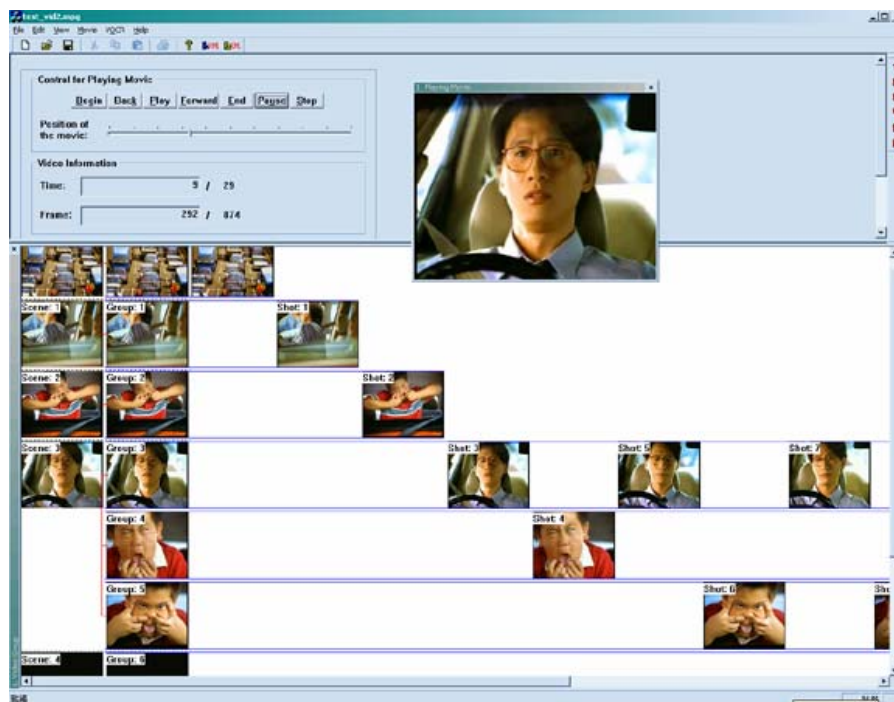 test_vid2.mpg
File Edit View Movie VOCR Help
Control for Playing Movie
Begin Back Play Forward End Pause Stop
Position of
the movie:
Video Information
Time: 9 / 29
Frame: 292 / 874
Playing Movie
Scene: 1 Group: 1 Shot: 1
Scene: 2 Group: 2 Shot: 2
Scene: 3 Group: 3 Shot: 3 Shot: 5 Shot: 7
Group: 4 Shot: 4
Group: 5 Shot: 6
Scene: 4 Group: 6